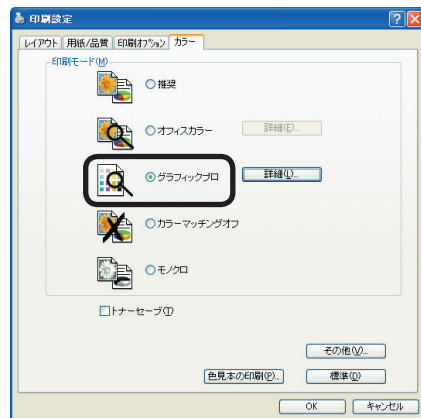 印刷設定
レイアウト 用紙/品質 印刷オプション カラー
印刷モード(M)
推奨
オフィスカラー 詳細(E)...
グラフィックプロ 詳細(L)...
カラーマッチングオフ
モノクロ
トナーセーブ(T)
その他(V)...
色見本の印刷(P)... 標準(D)
OK キャンセル